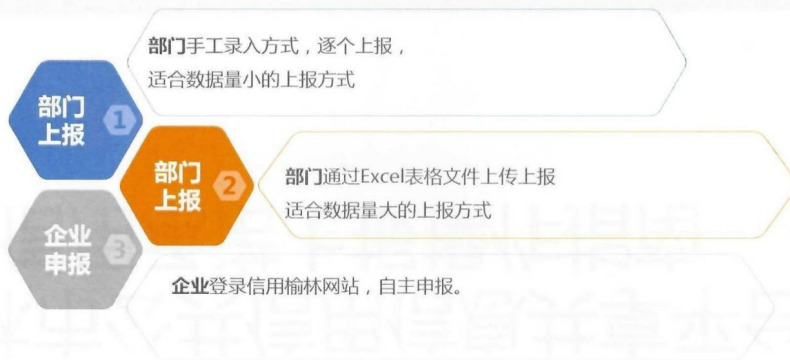 部门
上报
1
部门手工录入方式，逐个上报，
适合数据量小的上报方式
部门
上报
2
部门通过Excel表格文件上传上报
适合数据量大的上报方式
企业
申报
3
企业登录信用榆林网站，自主申报。